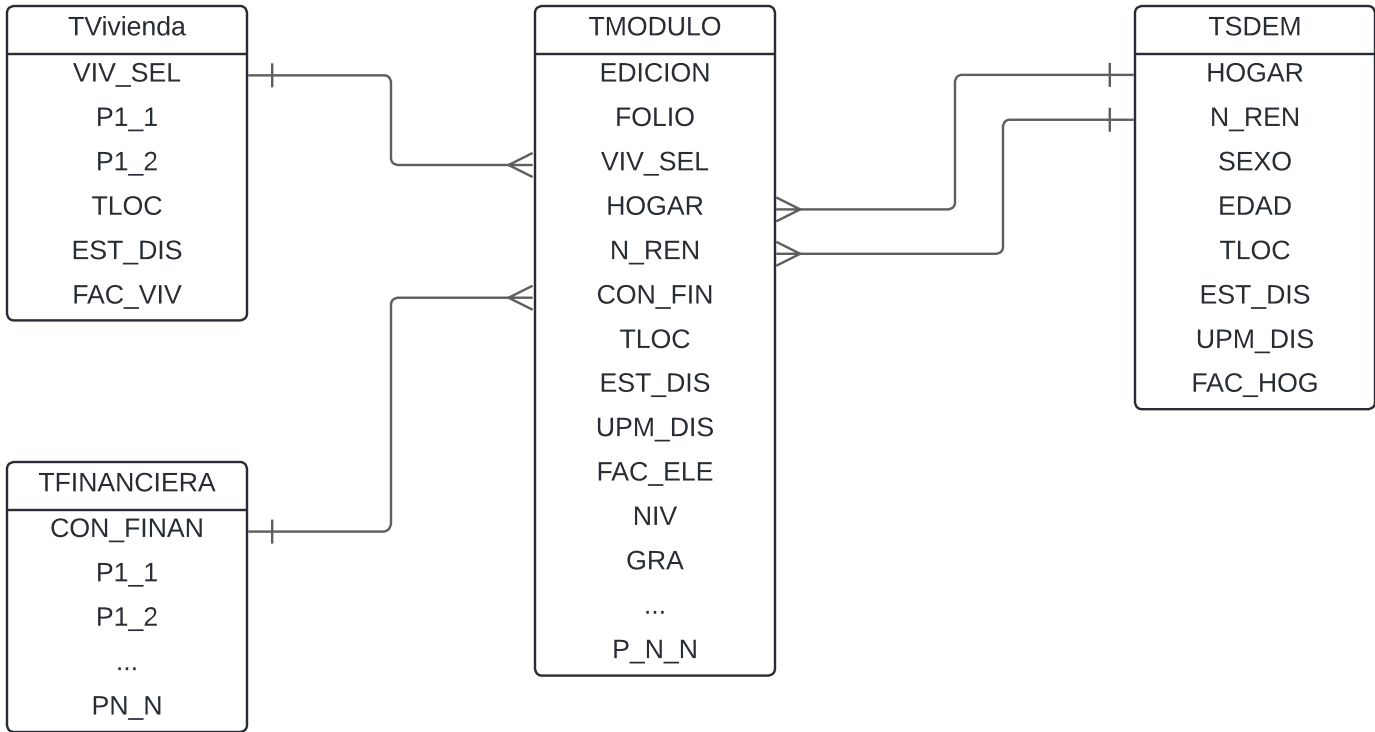 TVivienda
VIV_SEL
P1_1
P1_2
TLOC
EST_DIS
FAC_VIV
TFINANCIERA
CON_FINAN
P1_1
P1_2
...
PN_N
TMODULO
EDICION
FOLIO
VIV_SEL
HOGAR
N_REN
CON_FIN
TLOC
EST_DIS
UPM_DIS
FAC_ELE
NIV
GRA
...
P_N_N
TSDEM
HOGAR
N_REN
SEXO
EDAD
TLOC
EST_DIS
UPM_DIS
FAC_HOG